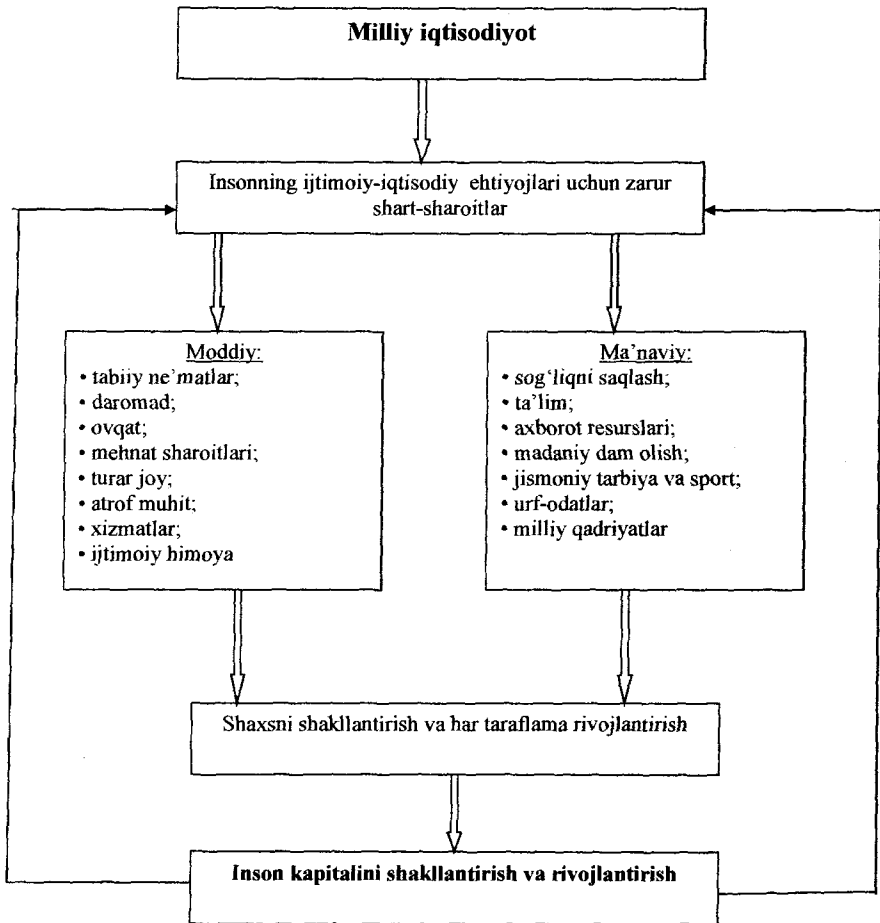 Milliy iqtisodiyot
Insonning ijtimoiy-iqtisodiy ehtiyojlari uchun zarur
shart-sharoitlar
Moddiy:
• tabiiy ne’matlar;
• daromad;
• ovqat;
• mehnat sharoitlari;
• turar joy;
• atrof muhit;
• xizmatlar;
• ijtimoiy himoya
Ma’naviy:
• sog‘liqni saqlash;
• ta’lim;
• axborot resurslari;
• madaniy dam olish;
• jismoniy tarbiya va sport;
• urf-odatlar;
• milliy qadriyatlar
Shaxsni shakllantirish va har taraflama rivojlantirish
Inson kapitalini shakllantirish va rivojlantirish